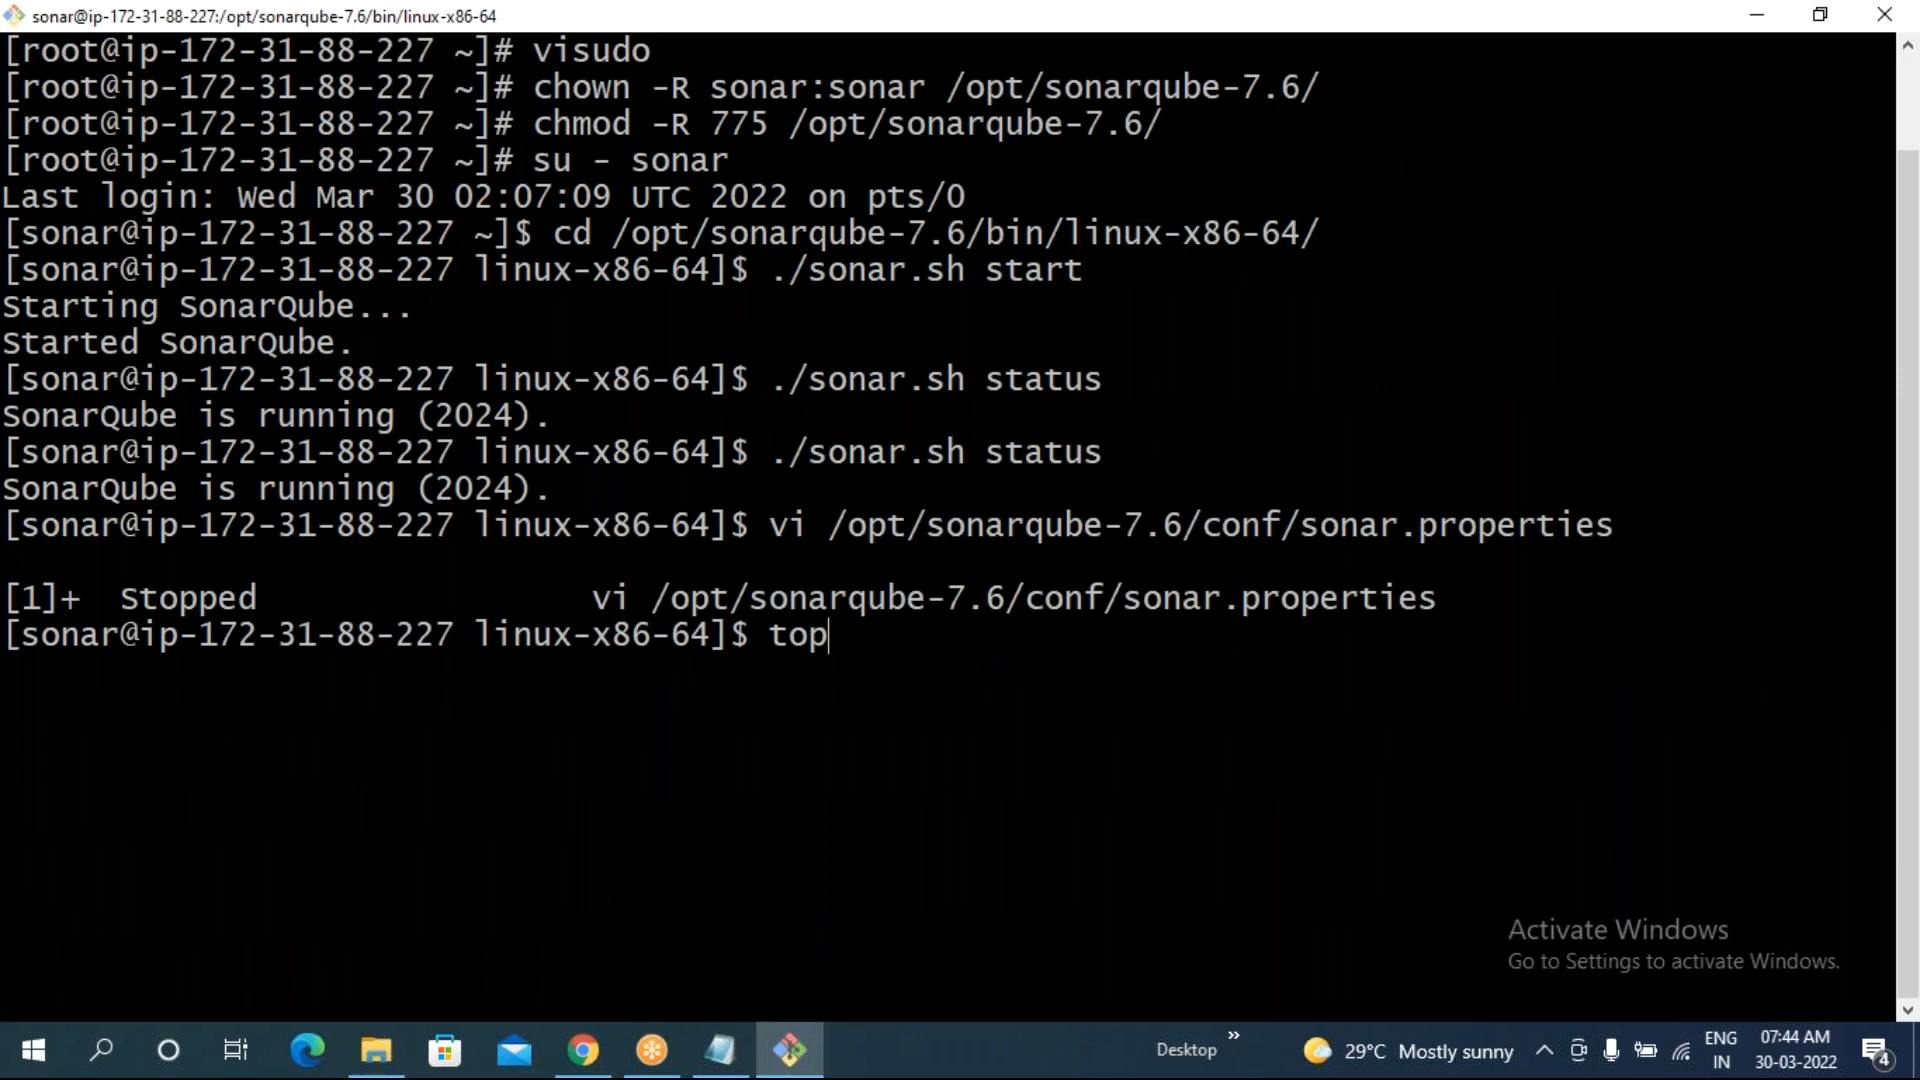 sonar@ip-172-31-88-227:/opt/sonarqube-7.6/bin/linux-x86-64
[root@ip-172-31-88-227 ~]# visudo
[root@ip-172-31-88-227 ~]# chown -R sonar:sonar /opt/sonarqube-7.6/
[root@ip-172-31-88-227 ~]# chmod -R 775 /opt/sonarqube-7.6/
[root@ip-172-31-88-227 ~]# su - sonar
Last login: Wed Mar 30 02:07:09 UTC 2022 on pts/0
[sonar@ip-172-31-88-227 ~]$ cd /opt/sonarqube-7.6/bin/linux-x86-64/
[sonar@ip-172-31-88-227 linux-x86-64]$ ./sonar.sh start
Starting SonarQube...
Started SonarQube.
[sonar@ip-172-31-88-227 linux-x86-64]$ ./sonar.sh status
SonarQube is running (2024).
[sonar@ip-172-31-88-227 linux-x86-64]$ ./sonar.sh status
SonarQube is running (2024).
[sonar@ip-172-31-88-227 linux-x86-64]$ vi /opt/sonarqube-7.6/conf/sonar.properties
[1]+  Stopped                 vi /opt/sonarqube-7.6/conf/sonar.properties
[sonar@ip-172-31-88-227 linux-x86-64]$ top
Activate Windows
Go to Settings to activate Windows.
Desktop
29°C Mostly sunny
ENG
IN
07:44 AM
30-03-2022
4